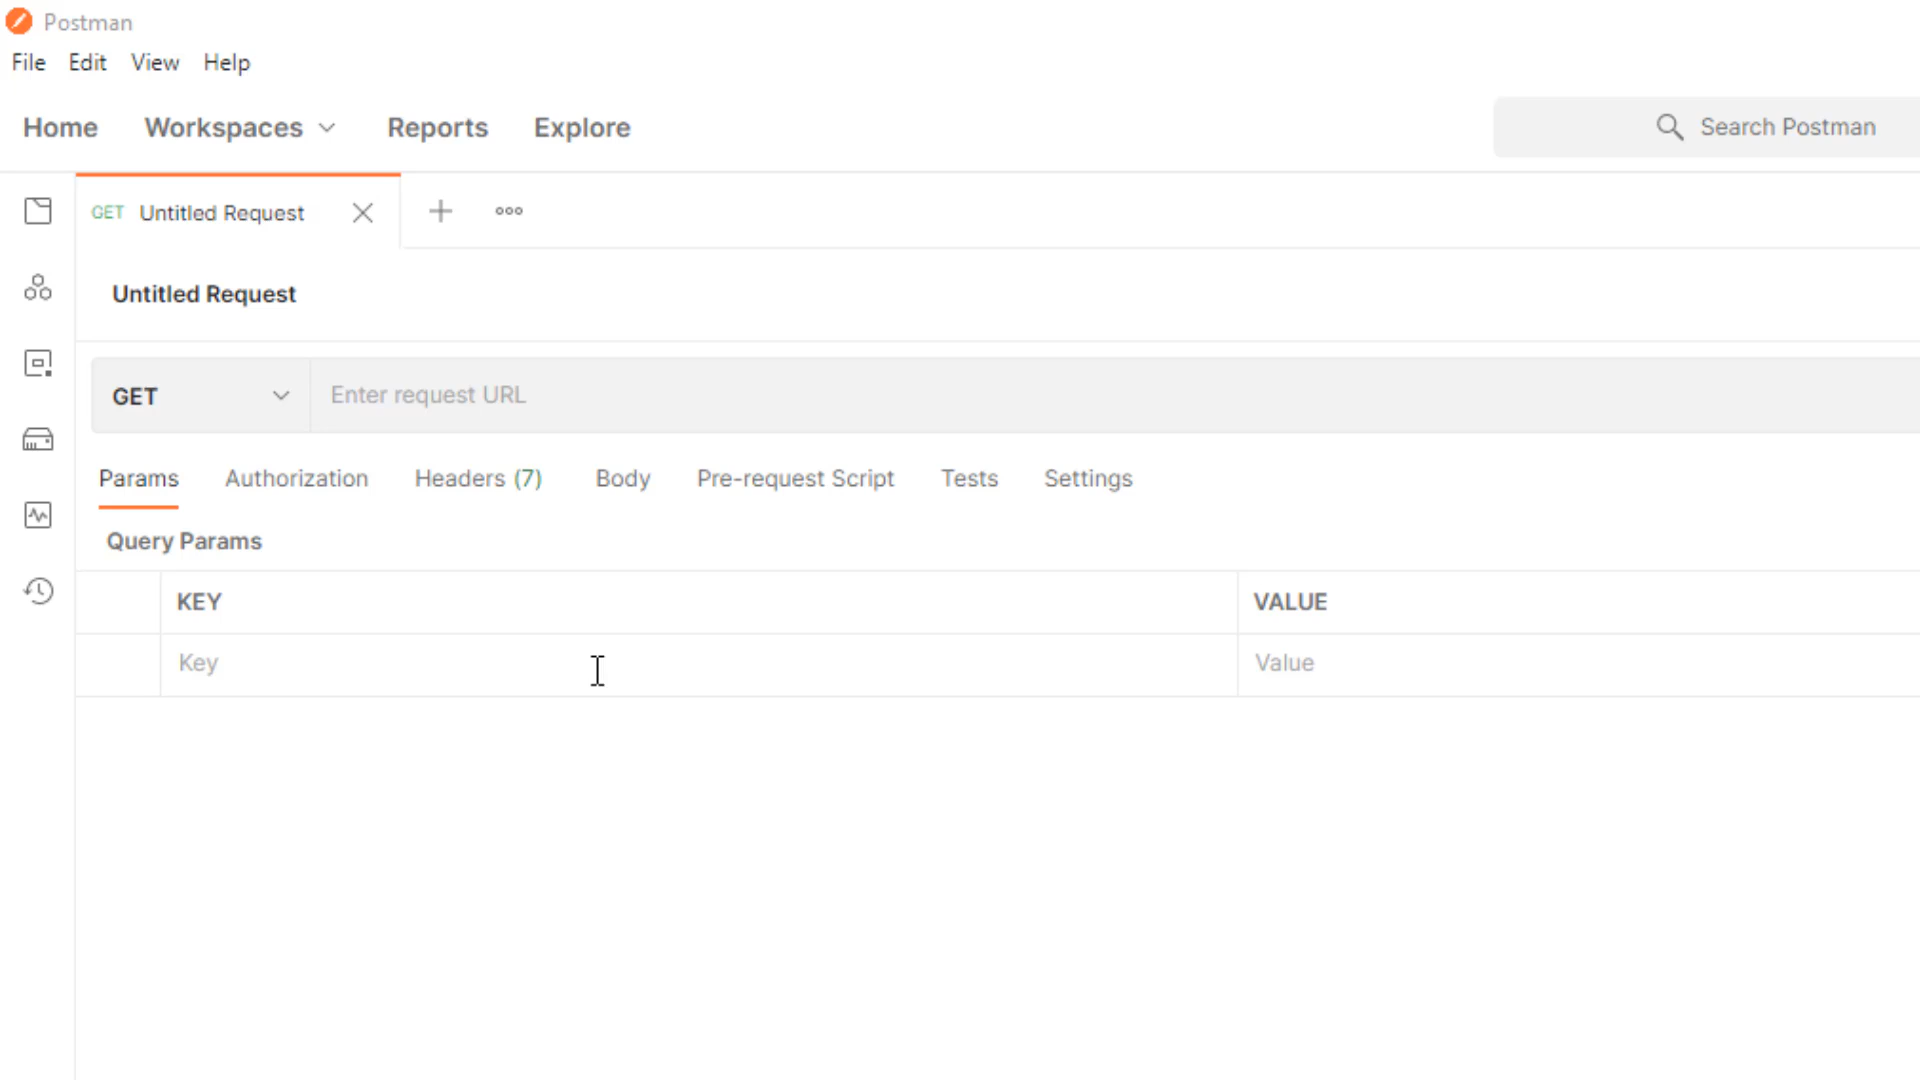 Postman
File Edit View Help
Home Workspaces Reports Explore Search Postman
GET Untitled Request
Untitled Request
GET Enter request URL
Params Authorization Headers (7) Body Pre-request Script Tests Settings
Query Params
KEY VALUE
Key Value